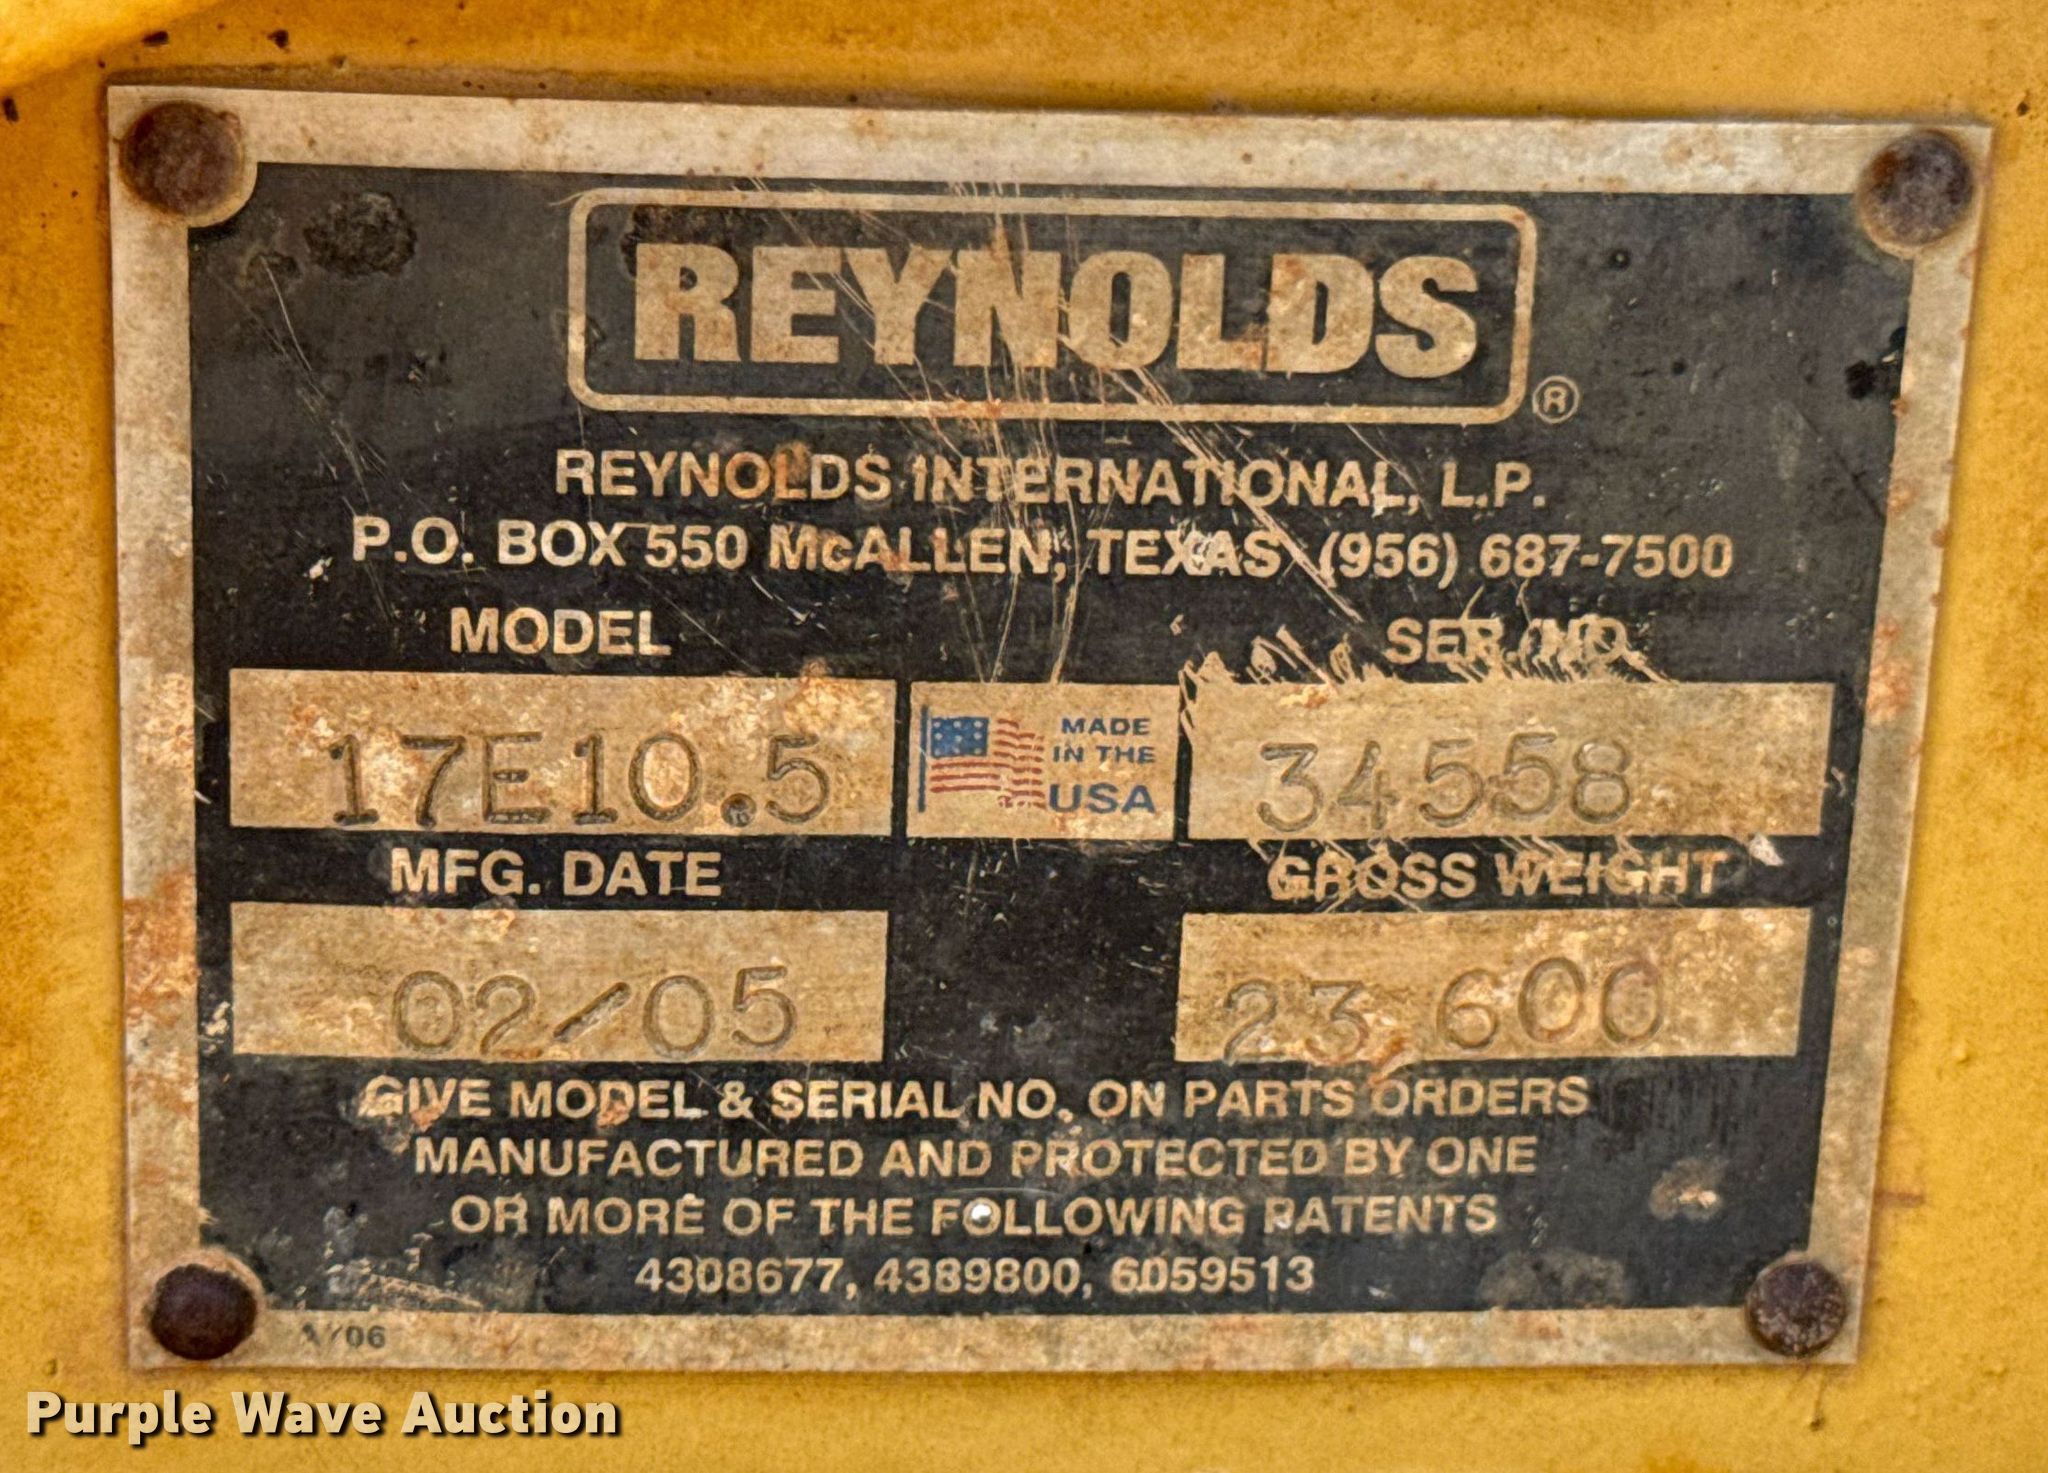 REYNOLDS
®
REYNOLDS INTERNATIONAL, L.P.
P.O. BOX 550 McALLEN, TEXAS (956) 687-7500
MODEL
SER. NO.
17E10.5
MADE
IN THE
USA
34558
MFG. DATE
GROSS WEIGHT
02/05
23,600
GIVE MODEL & SERIAL NO. ON PARTS ORDERS
MANUFACTURED AND PROTECTED BY ONE
OR MORE OF THE FOLLOWING PATENTS
4308677, 4389800, 6059513
Purple Wave Auction